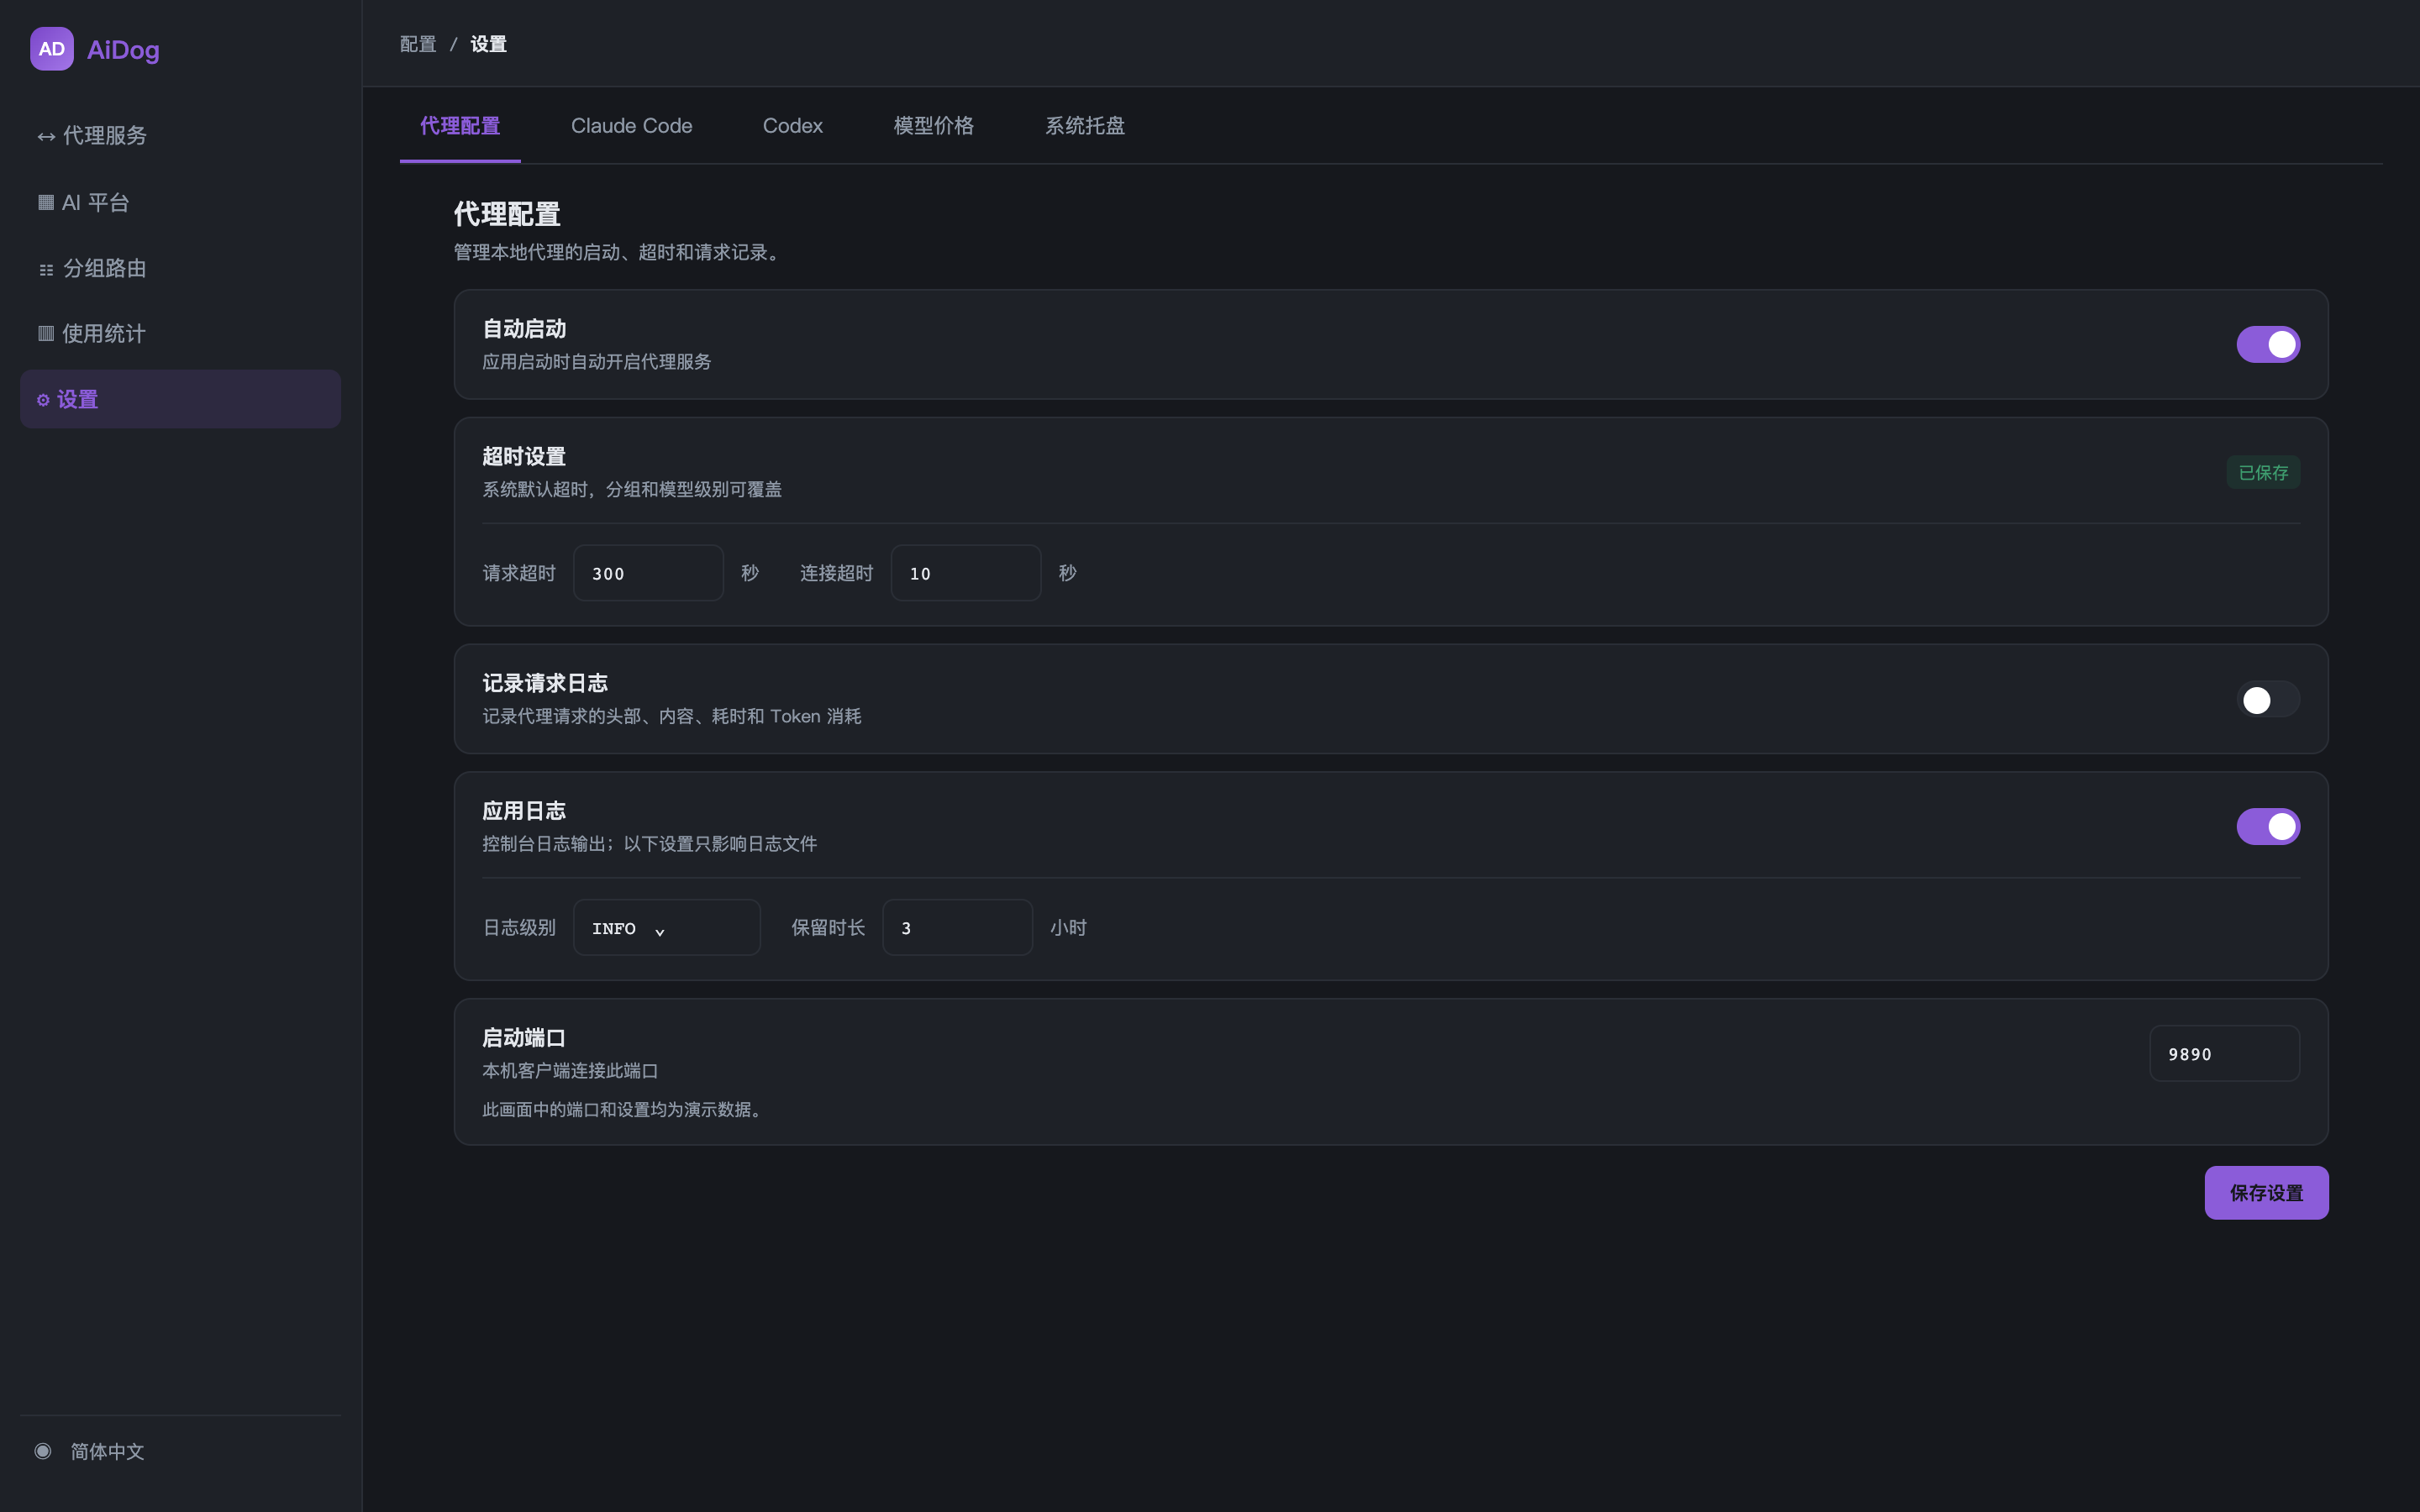 AD AiDog
代理服务
AI 平台
分组路由
使用统计
设置
简体中文
配置 / 设置
代理配置 Claude Code Codex 模型价格 系统托盘
代理配置
管理本地代理的启动、超时和请求记录。
自动启动
应用启动时自动开启代理服务
超时设置
系统默认超时，分组和模型级别可覆盖
已保存
请求超时 300 秒 连接超时 10 秒
记录请求日志
记录代理请求的头部、内容、耗时和 Token 消耗
应用日志
控制台日志输出；以下设置只影响日志文件
日志级别 INFO 保留时长 3 小时
启动端口
本机客户端连接此端口
9890
此画面中的端口和设置均为演示数据。
保存设置